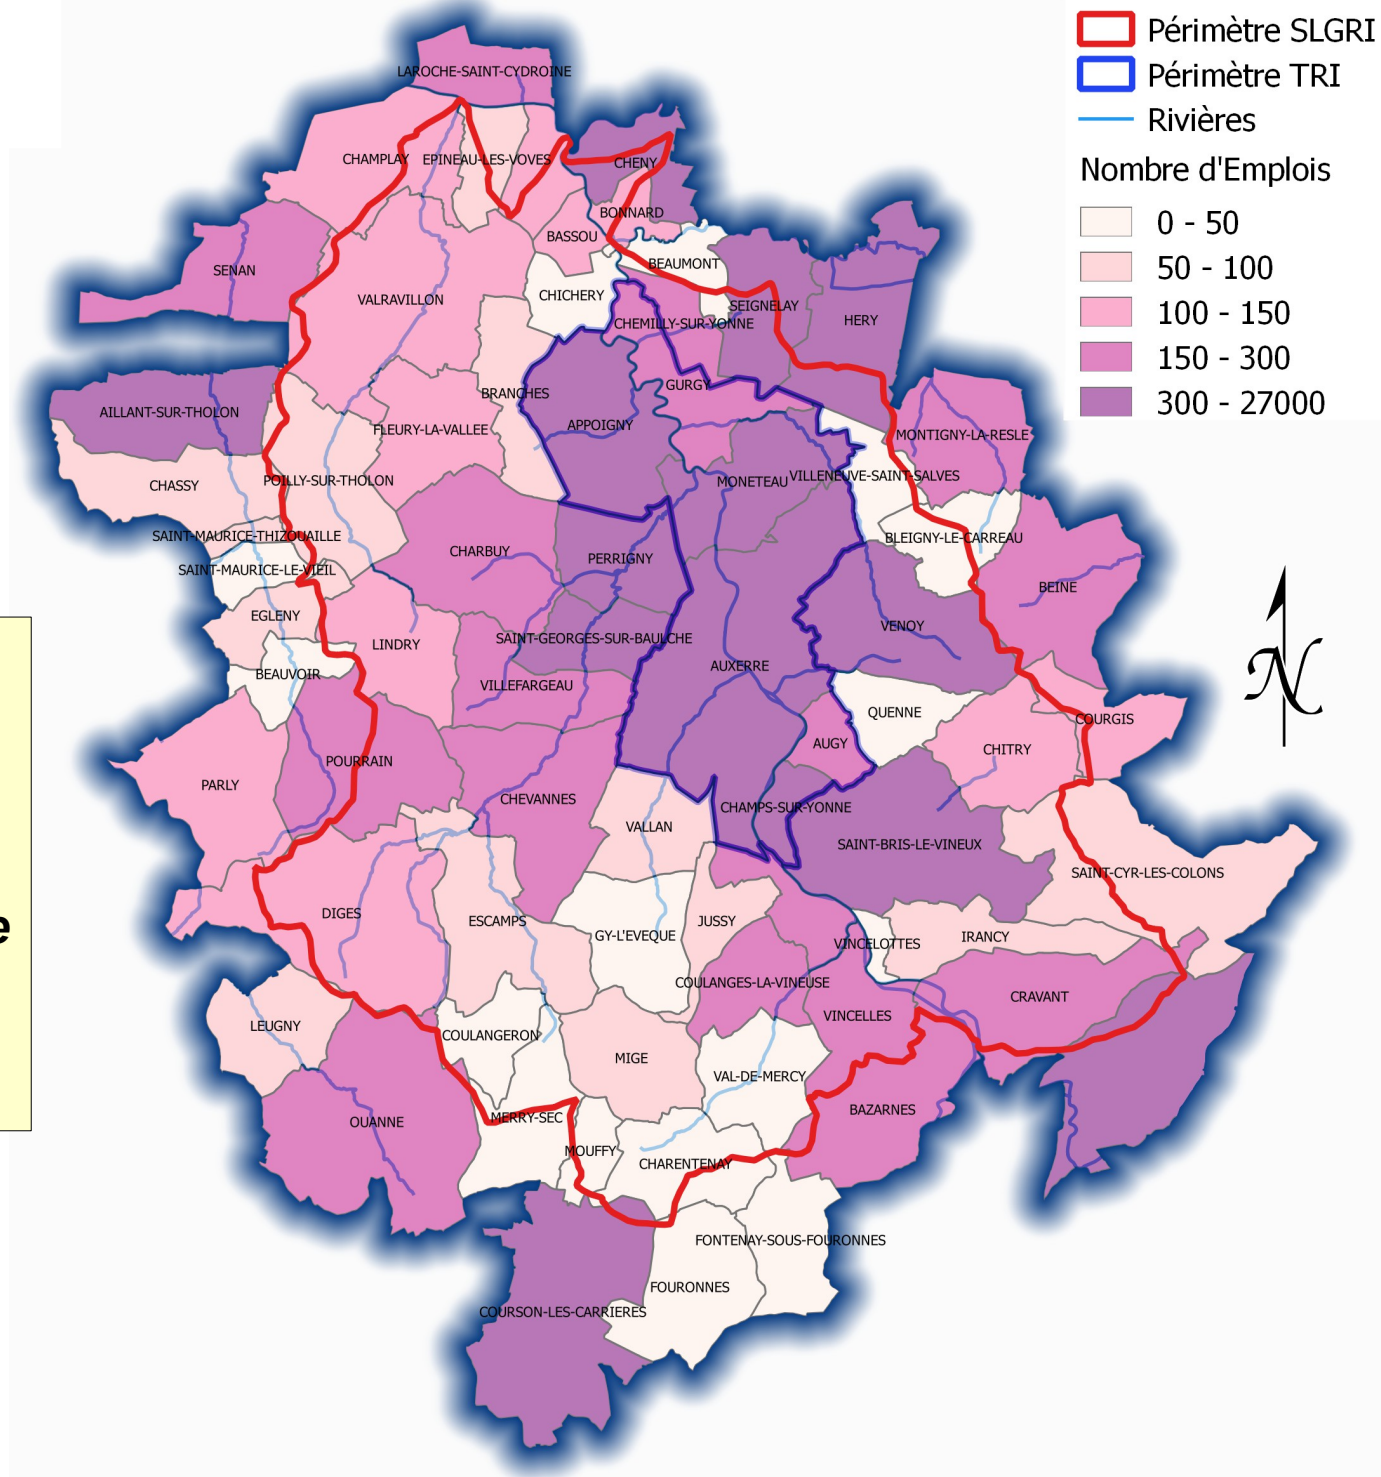 Périmètre SLGRI
Périmètre TRI
Rivières
Nombre d'Emplois
0 - 50
50 - 100
100 - 150
150 - 300
300 - 27000
LAROCHE-SAINT-CYDROINE
CHAMPLAY
EPINEAU-LES-VOVES
CHENY
BONNARD
BASSOU
BEAUMONT
SENAN
CHICHERY
VALRAVILLON
SEIGNELAY
CHEMILLY-SUR-YONNE
HERY
GURGY
BRANCHES
AILLANT-SUR-THOLON
APPOIGNY
FLEURY-LA-VALLEE
MONTIGNY-LA-RESLE
VILLENEUVE-SAINT-SALVES
POILLY-SUR-THOLON
MONETEAU
CHASSY
SAINT-MAURICE-THIZOUAILLE
BLEIGNY-LE-CARREAU
CHARBUY
PERRIGNY
SAINT-MAURICE-LE-VIEIL
BEINE
EGLENY
VENOY
SAINT-GEORGES-SUR-BAULCHE
LINDRY
AUXERRE
BEAUVOIR
VILLEFARGEAU
QUENNE
COURGIS
AUGY
CHITRY
POURRAIN
PARLY
CHEVANNES
CHAMPS-SUR-YONNE
VALLAN
SAINT-BRIS-LE-VINEUX
SAINT-CYR-LES-COLONS
DIGES
ESCAMPS
JUSSY
e
GY-L'EVEQUE
IRANCY
VINCELOTTES
COULANGES-LA-VINEUSE
CRAVANT
VINCELLES
LEUGNY
COULANGERON
MIGE
VAL-DE-MERCY
BAZARNES
MERRY-SEC
OUANNE
MOUFFY
CHARENTENAY
FONTENAY-SOUS-FOURONNES
FOURONNES
COURSON-LES-CARRIERES
N